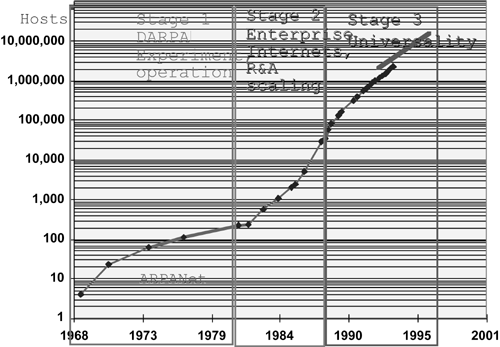 Hosts
Stage 1
DARPA
Experiment,
operation
Stage 2
Enterprise
Internets,
R&A
scaling
Stage 3
Universality
10,000,000
1,000,000
100,000
10,000
1,000
100
10
1
ARPANet
1968
1973
1979
1984
1990
1995
2001